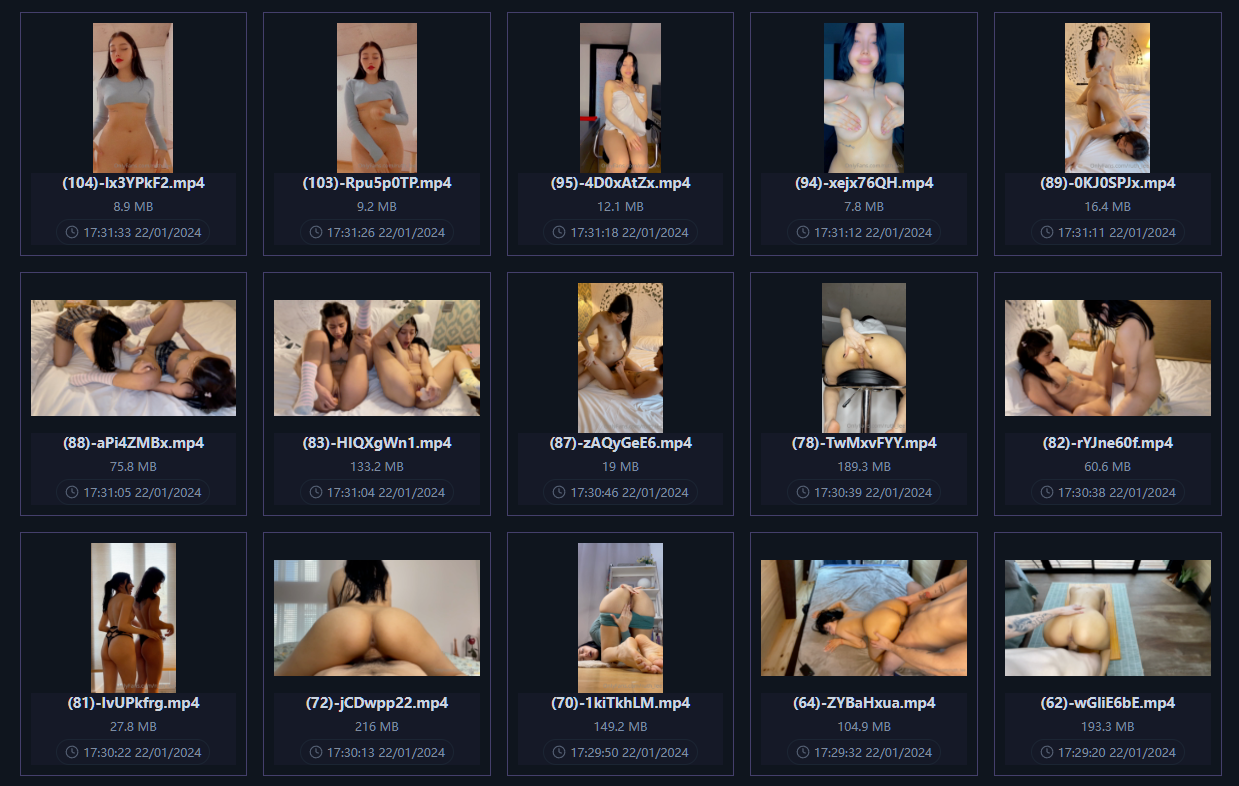 (104)-lx3YPkF2.mp4
8.9 MB
17:31:33 22/01/2024
(103)-Rpu5p0TP.mp4
9.2 MB
17:31:26 22/01/2024
(95)-4D0xAtZx.mp4
12.1 MB
17:31:18 22/01/2024
(94)-xejx76QH.mp4
7.8 MB
17:31:12 22/01/2024
(89)-0KJ0SPJx.mp4
16.4 MB
17:31:11 22/01/2024
(88)-aPi4ZMBx.mp4
75.8 MB
17:31:05 22/01/2024
(83)-HIQXgWn1.mp4
133.2 MB
17:31:04 22/01/2024
(87)-zAQyGeE6.mp4
19 MB
17:30:46 22/01/2024
(78)-TwMxvFYY.mp4
189.3 MB
17:30:39 22/01/2024
(82)-rYJne60f.mp4
60.6 MB
17:30:38 22/01/2024
(81)-lvUPkfrg.mp4
27.8 MB
17:30:22 22/01/2024
(72)-jCDwpp22.mp4
216 MB
17:30:13 22/01/2024
(70)-1kiTkhLM.mp4
149.2 MB
17:29:50 22/01/2024
(64)-ZYBaHxua.mp4
104.9 MB
17:29:32 22/01/2024
(62)-wGliE6bE.mp4
193.3 MB
17:29:20 22/01/2024